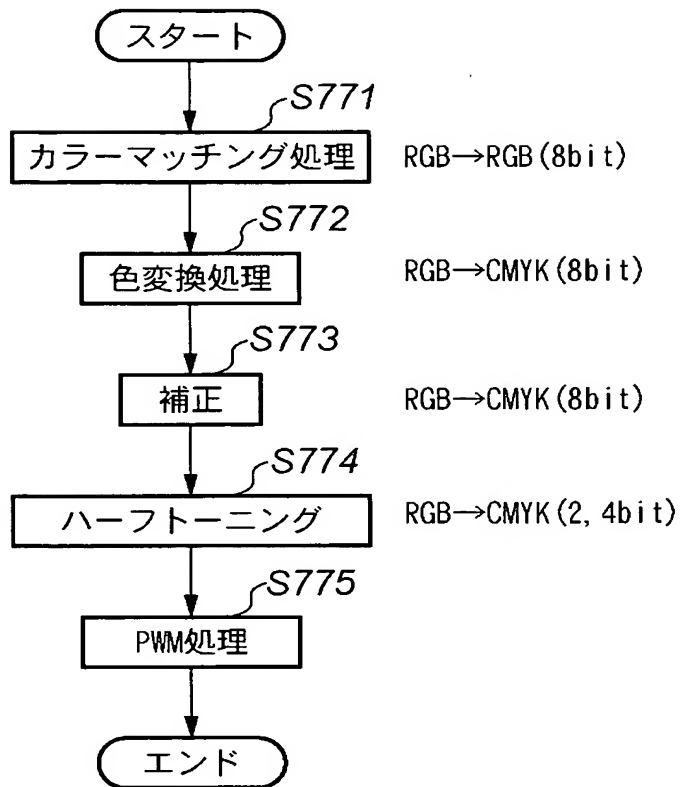 スタート
S771
カラーマッチング処理 RGB→RGB(8bit)
S772
色変換処理 RGB→CMYK(8bit)
S773
補正 RGB→CMYK(8bit)
S774
ハーフトーニング RGB→CMYK(2,4bit)
S775
PWM処理
エンド